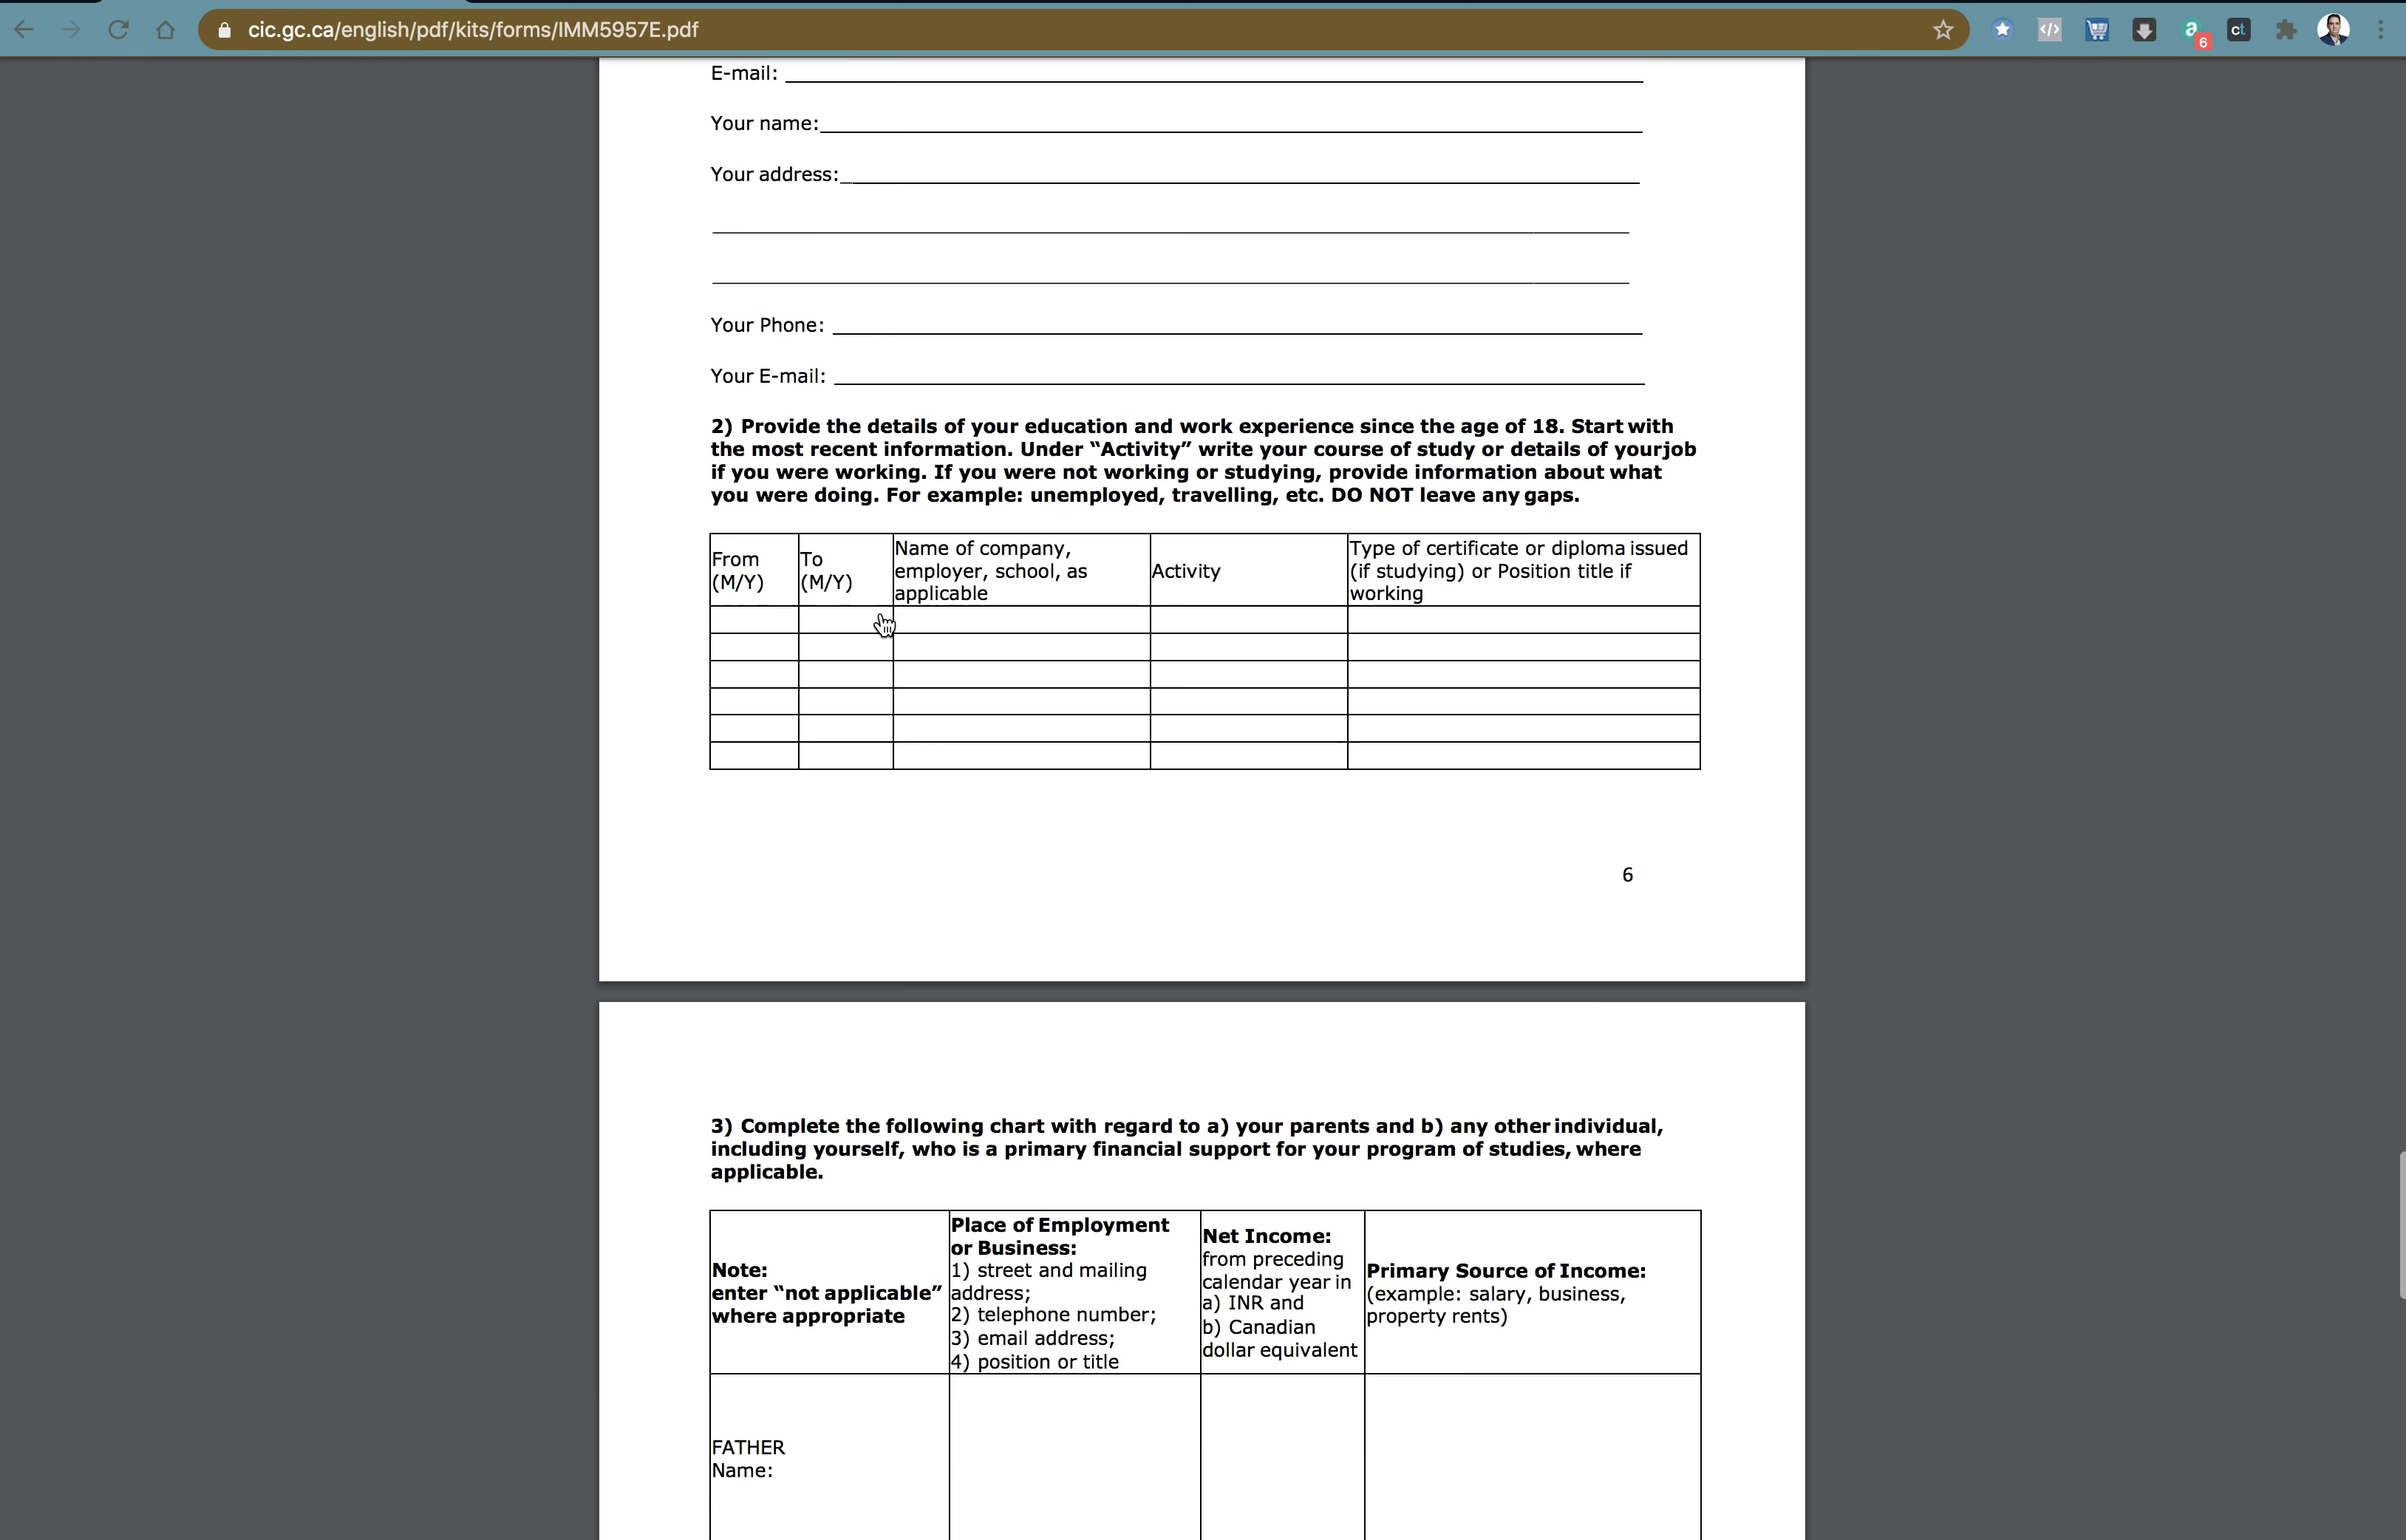 cic.gc.ca/english/pdf/kits/forms/IMM5957E.pdf
</>
a
6
ct
E-mail:
Your name:
Your address:
Your Phone:
Your E-mail:
2) Provide the details of your education and work experience since the age of 18. Start with
the most recent information. Under “Activity” write your course of study or details of yourjob
if you were working. If you were not working or studying, provide information about what
you were doing. For example: unemployed, travelling, etc. DO NOT leave any gaps.
From
(M/Y)
To
(M/Y)
Name of company,
employer, school, as
applicable
Activity
Type of certificate or diploma issued
(if studying) or Position title if
working
6
3) Complete the following chart with regard to a) your parents and b) any other individual,
including yourself, who is a primary financial support for your program of studies, where
applicable.
Note:
enter “not applicable”
where appropriate
Place of Employment
or Business:
1) street and mailing
address;
2) telephone number;
3) email address;
4) position or title
Net Income:
from preceding
calendar year in
a) INR and
b) Canadian
dollar equivalent
Primary Source of Income:
(example: salary, business,
property rents)
FATHER
Name: